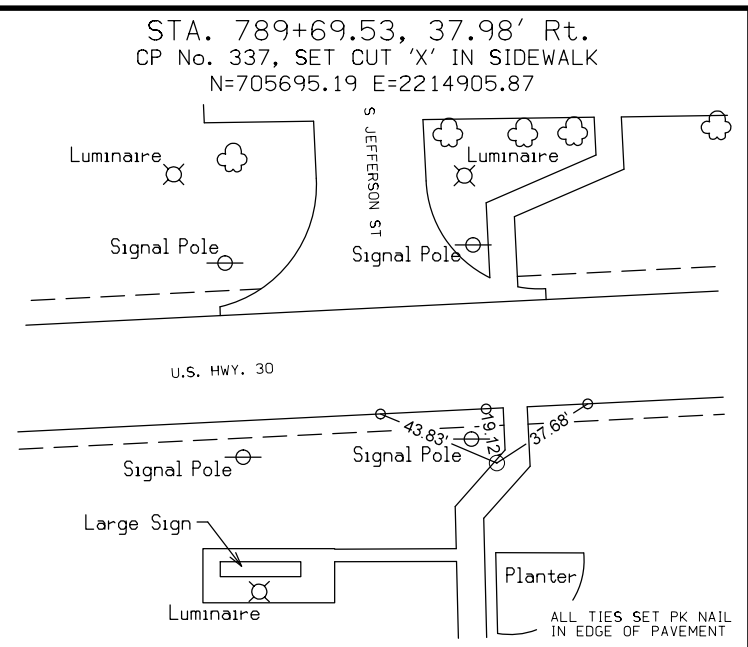 STA. 789+69.53, 37.98' Rt.
CP No. 337, SET CUT 'X' IN SIDEWALK
N=705695.19 E=2214905.87
S JEFFERSON ST
Luminaire
Luminaire
Signal Pole
Signal Pole
U.S. HWY. 30
43.83'
19.12'
37.68'
Signal Pole
Signal Pole
Large Sign
Planter
Luminaire
ALL TIES SET PK NAIL
IN EDGE OF PAVEMENT